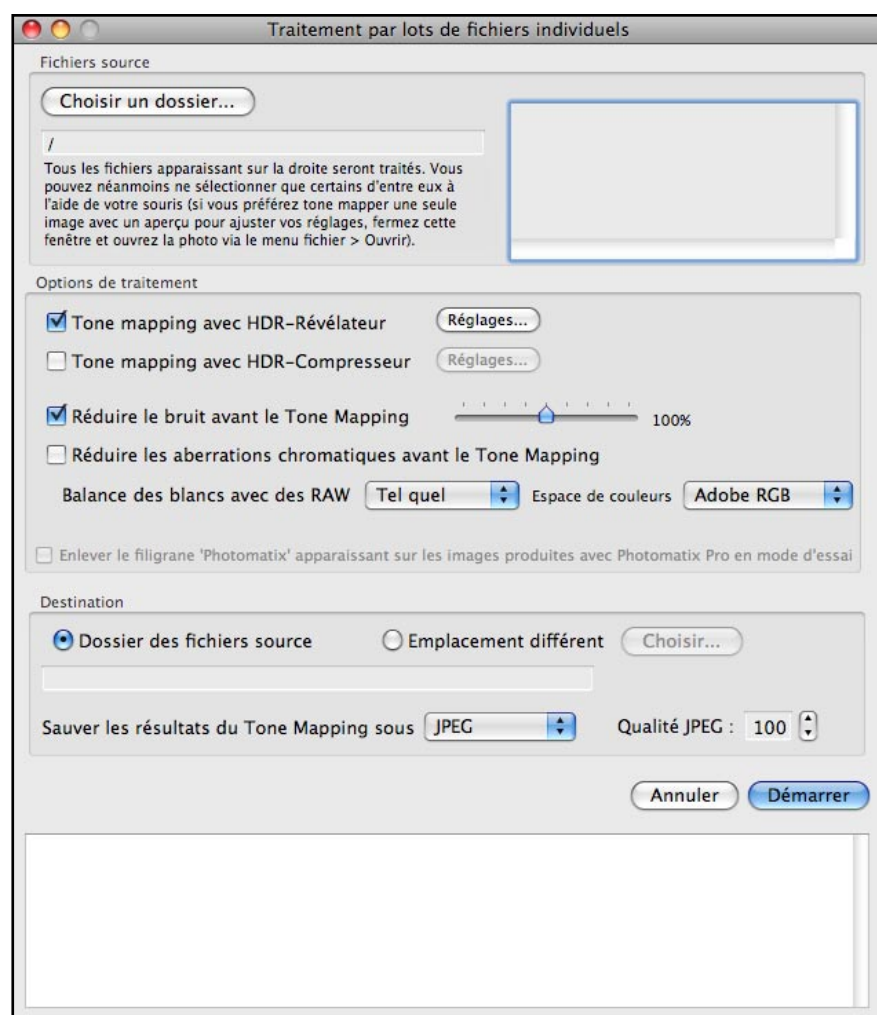 Traitement par lots de fichiers individuels
Fichiers source
Choisir un dossier...
/
Tous les fichiers apparaissant sur la droite seront traités. Vous
pouvez néanmoins ne sélectionner que certains d'entre eux à
l'aide de votre souris (si vous préférez tone mapper une seule
image avec un aperçu pour ajuster vos réglages, fermez cette
fenêtre et ouvrez la photo via le menu fichier > Ouvrir).
Options de traitement
Tone mapping avec HDR-Révélateur Réglages...
Tone mapping avec HDR-Compresseur Réglages...
Réduire le bruit avant le Tone Mapping 100%
Réduire les aberrations chromatiques avant le Tone Mapping
Balance des blancs avec des RAW Tel quel Espace de couleurs Adobe RGB
Enlever le filigrane 'Photomatix' apparaissant sur les images produites avec Photomatix Pro en mode d'essai
Destination
Dossier des fichiers source Emplacement différent Choisir...
Sauver les résultats du Tone Mapping sous JPEG Qualité JPEG : 100
Annuler Démarrer